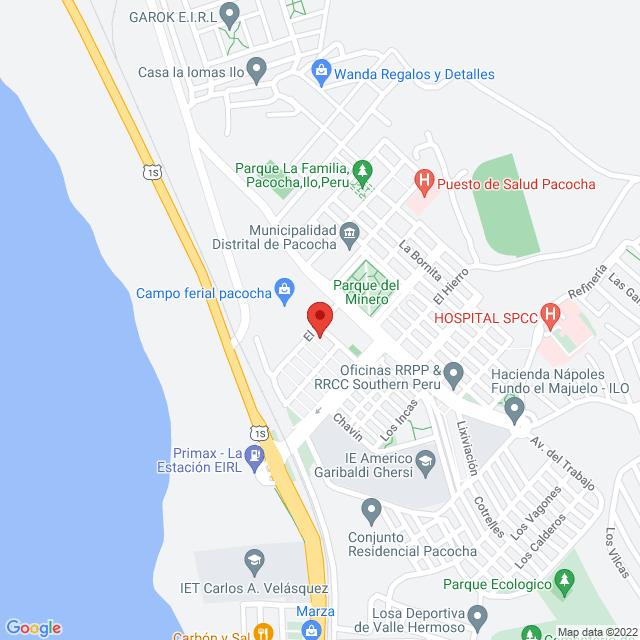 GAROK E.I.R.L
Casa la lomas Ilo
Wanda Regalos y Detalles
1S
Parque La Familia,
Pacocha,Ilo,Peru
H
Puesto de Salud Pacocha
Municipalidad
Distrital de Pacocha
La Bornita
El Hierro
Refinería
Las Gar
Campo ferial pacocha
Parque del
Minero
El
HOSPITAL SPCC
H
Oficinas RRPP &
RRCC Southern Peru
Hacienda Nápoles
Fundo el Majuelo - ILO
Chavín
Los Incas
Lixiviación
1S
Primax - La
Estación EIRL
IE Americo
Garibaldi Ghersi
Av. del Trabajo
Cotrelles
Los Vagones
Los Calderos
Los Vilcas
Conjunto
Residencial Pacocha
IET Carlos A. Velásquez
Parque Ecologico
Marza
Losa Deportiva
de Valle Hermoso
Carbón y Sal
Google
Map data ©2022